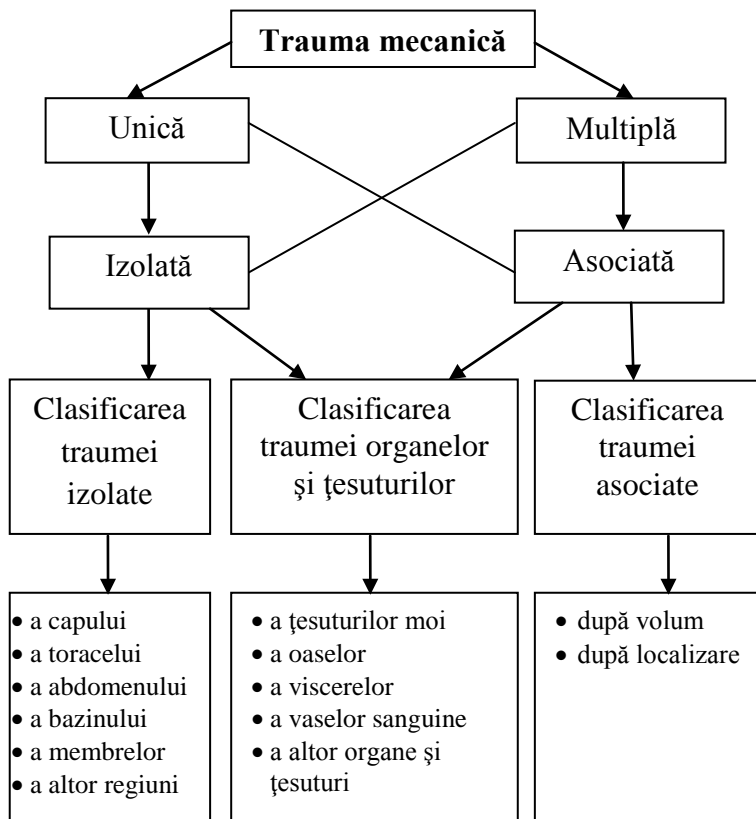 Trauma mecanică
Unică
Multiplă
Izolată
Asociată
Clasificarea
traumei
izolate
Clasificarea
traumei organelor
şi ţesuturilor
Clasificarea
traumei
asociate
• a capului
• a toracelui
• a abdomenului
• a bazinului
• a membrelor
• a altor regiuni
• a ţesuturilor moi
• a oaselor
• a viscerelor
• a vaselor sanguine
• a altor organe şi
ţesuturi
• după volum
• după localizare